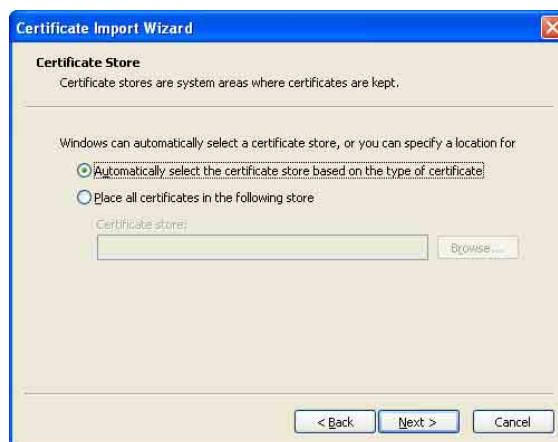 Certificate Import Wizard
Certificate Store
Certificate stores are system areas where certificates are kept.
Windows can automatically select a certificate store, or you can specify a location for
Automatically select the certificate store based on the type of certificate
Place all certificates in the following store
Certificate store:
Browse...
< Back
Next >
Cancel